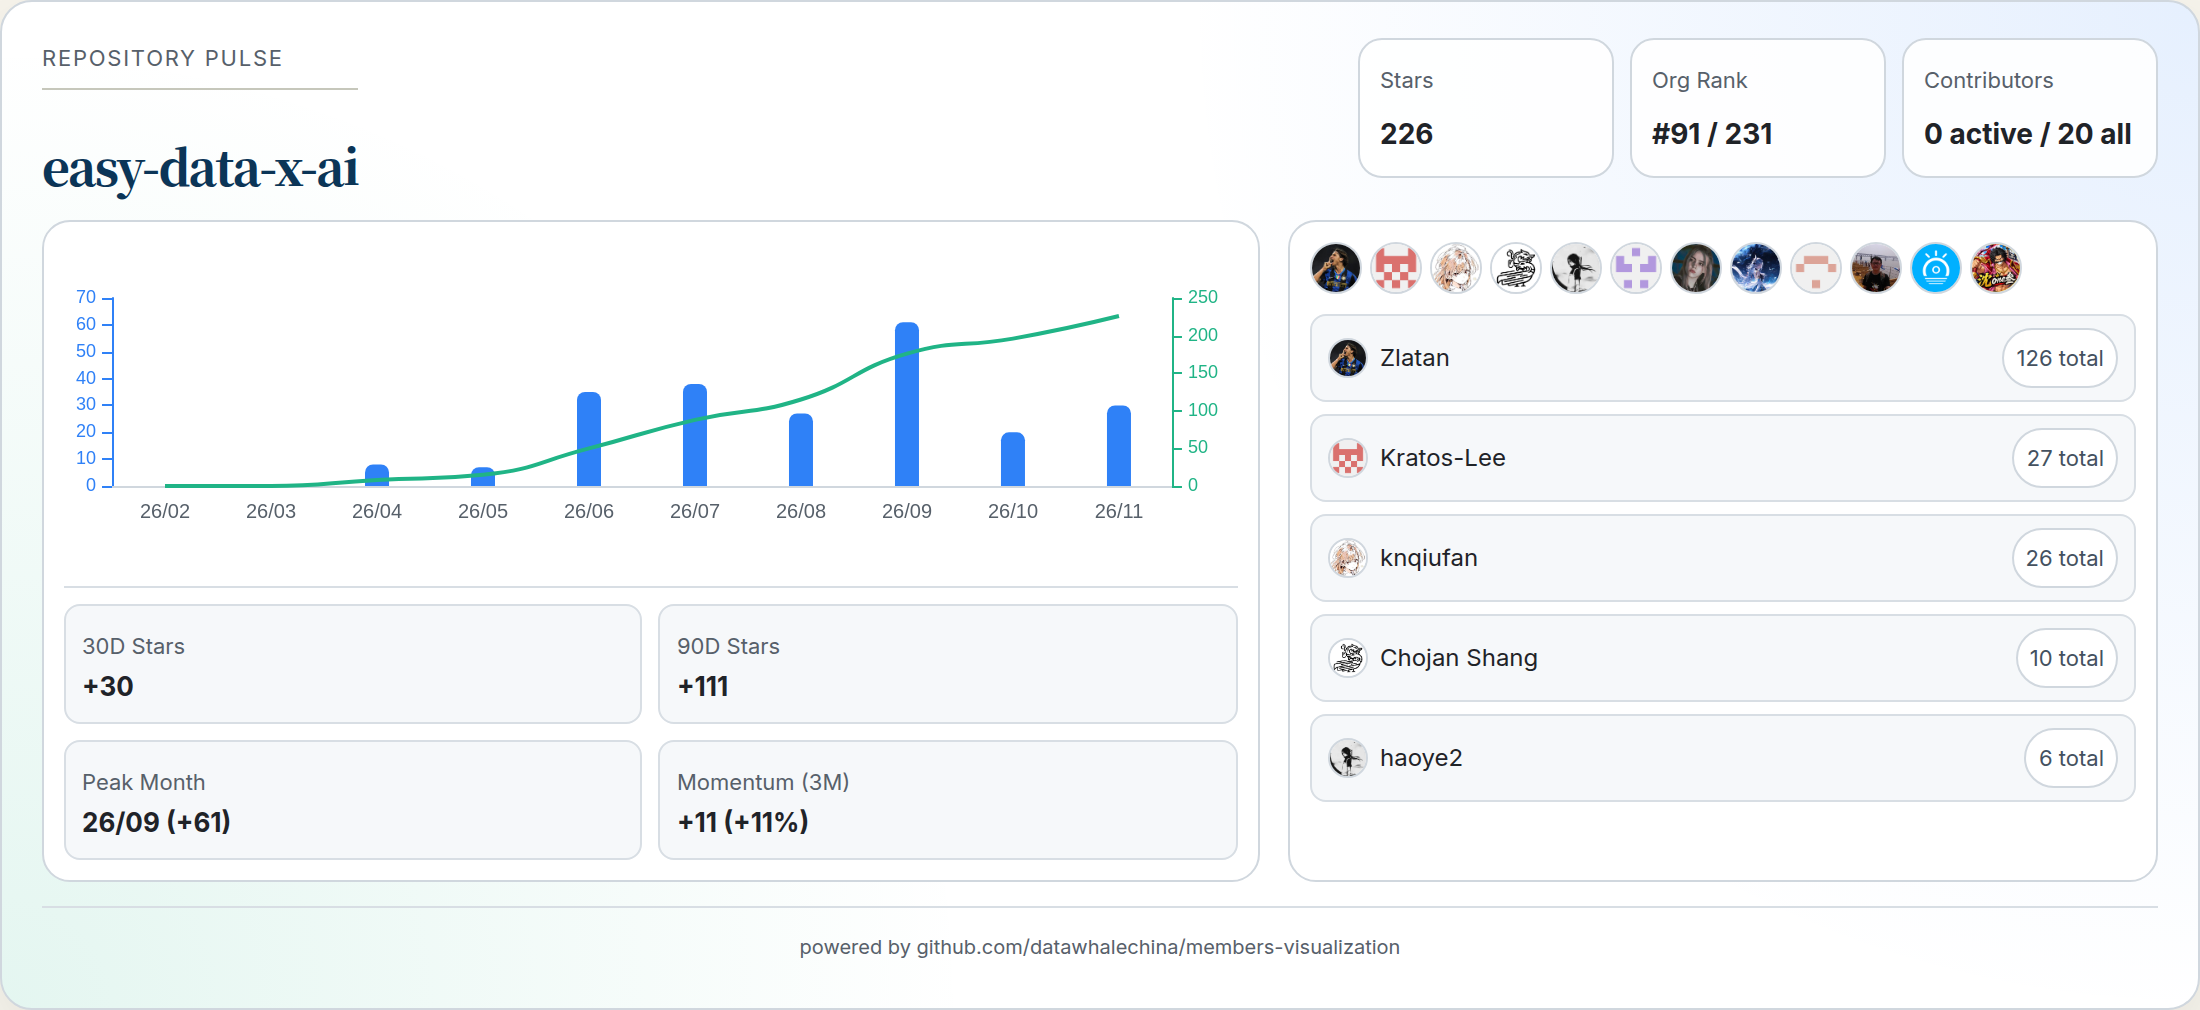 REPOSITORY PULSE
easy-data-x-ai
Stars
226
Org Rank
#91 / 231
Contributors
0 active / 20 all
70
60
50
40
30
20
10
0
250
200
150
100
50
0
26/02 26/03 26/04 26/05 26/06 26/07 26/08 26/09 26/10 26/11
30D Stars
+30
90D Stars
+111
Peak Month
26/09 (+61)
Momentum (3M)
+11 (+11%)
Zlatan 126 total
Kratos-Lee 27 total
knqiufan 26 total
Chojan Shang 10 total
haoye2 6 total
powered by github.com/datawhalechina/members-visualization